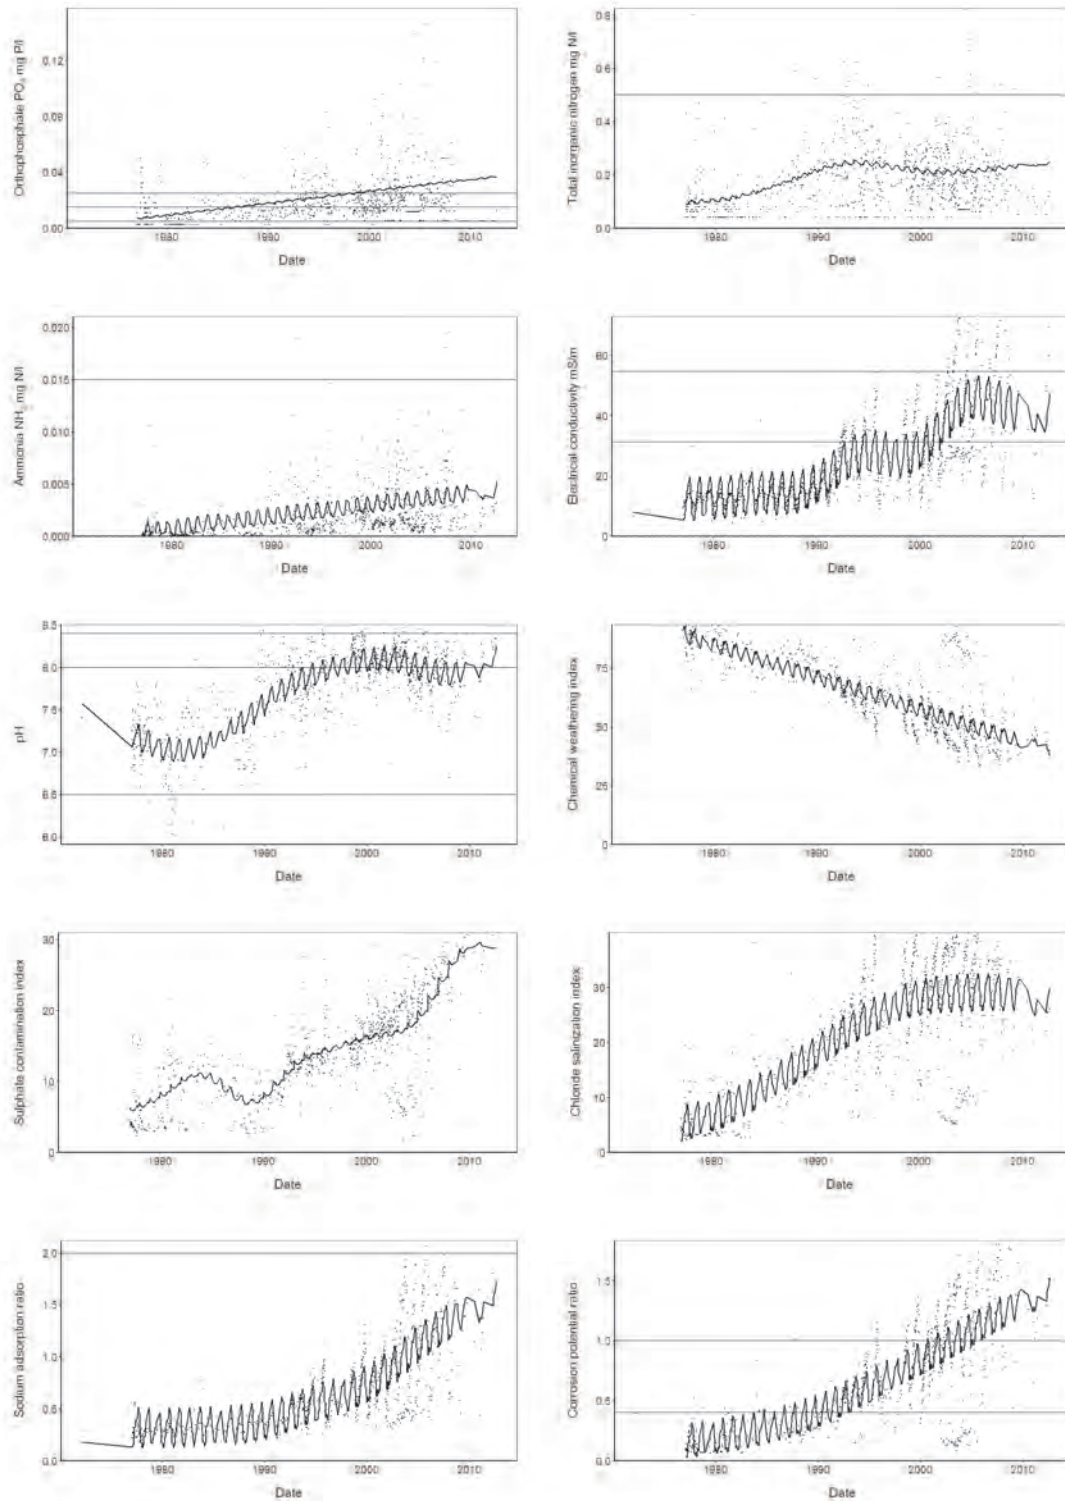 Orthophosphate PO₄ mg P/l
0.12
0.08
0.04
0.00
1980 1990 2000 2010
Date
Total inorganic nitrogen mg N/l
0.8
0.6
0.4
0.2
0.0
1980 1990 2000 2010
Date
Ammonia NH₃ mg N/l
0.020
0.015
0.010
0.005
0.000
1980 1990 2000 2010
Date
Electrical conductivity mS/m
60
40
20
0
1980 1990 2000 2010
Date
pH
8.5
8.0
7.5
7.0
6.5
6.0
1980 1990 2000 2010
Date
Chemical weathering index
75
50
25
0
1980 1990 2000 2010
Date
Sulphate contamination index
30
20
10
0
1980 1990 2000 2010
Date
Chloride salinization index
30
20
10
0
1980 1990 2000 2010
Date
Sodium adsorption ratio
2.0
1.5
1.0
0.5
0.0
1980 1990 2000 2010
Date
Corrosion potential ratio
1.5
1.0
0.5
0.0
1980 1990 2000 2010
Date